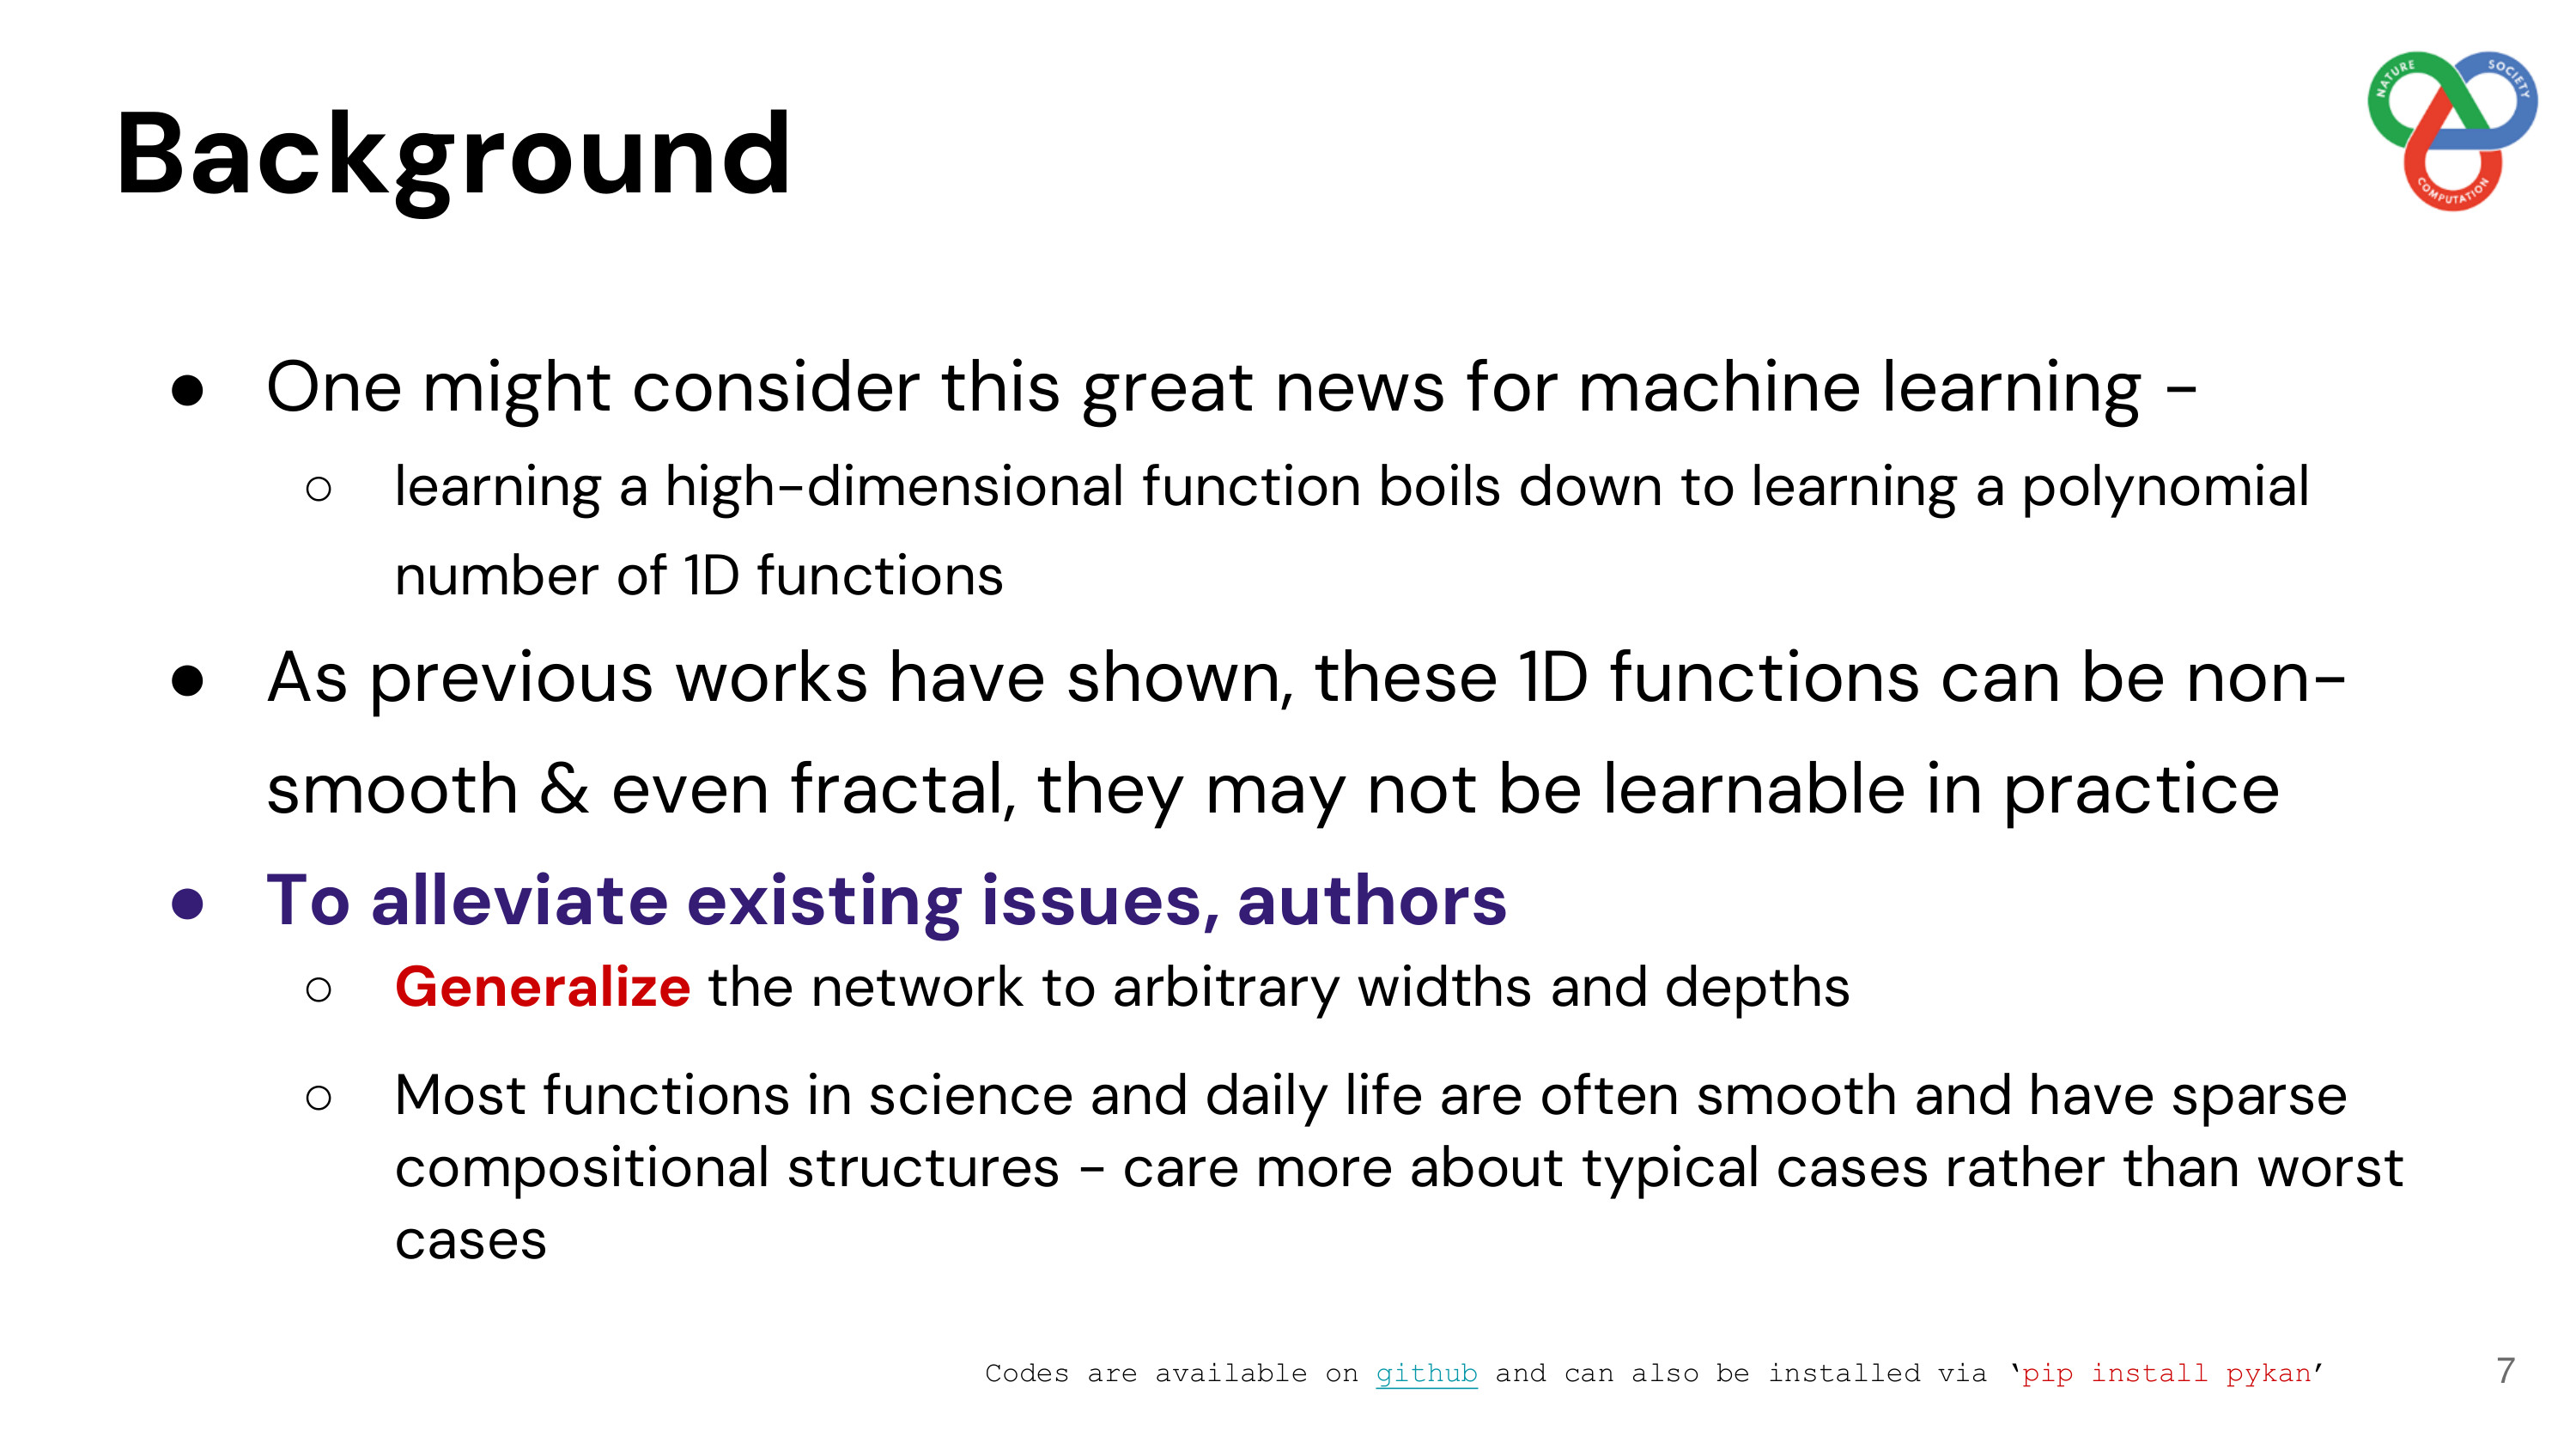 Background
NATURE
SOCIETY
COMPUTATION
● One might consider this great news for machine learning -
○ learning a high-dimensional function boils down to learning a polynomial
number of 1D functions
● As previous works have shown, these 1D functions can be non-
smooth & even fractal, they may not be learnable in practice
● To alleviate existing issues, authors
○ Generalize the network to arbitrary widths and depths
○ Most functions in science and daily life are often smooth and have sparse
compositional structures - care more about typical cases rather than worst
cases
Codes are available on github and can also be installed via ‘pip install pykan’
7